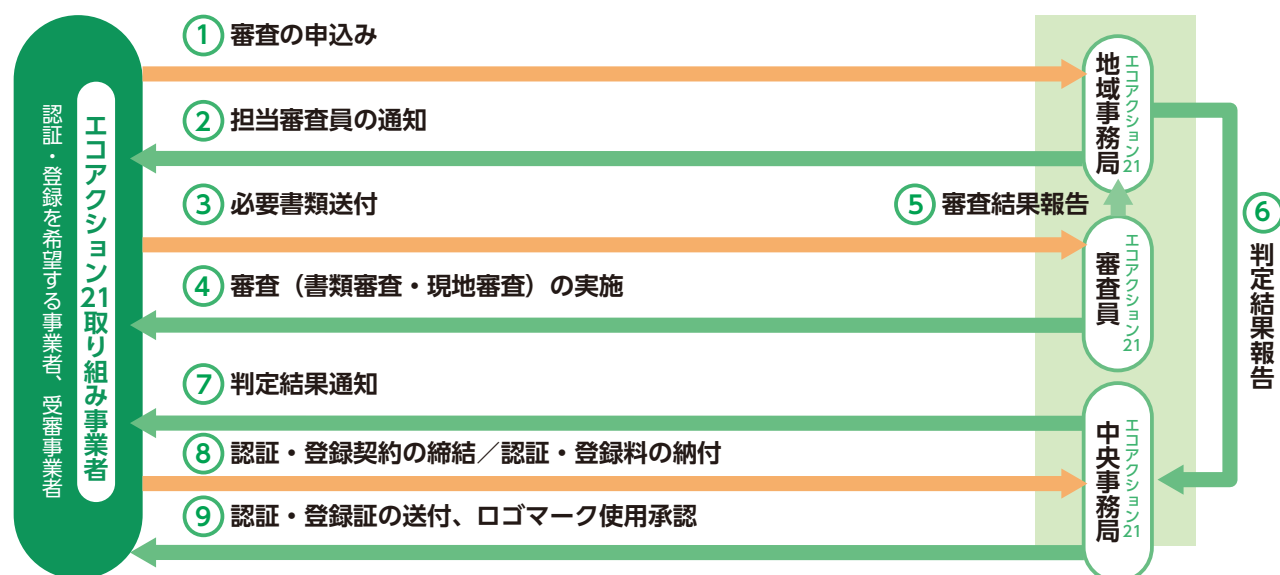 エコアクション21取り組み事業者
認証・登録を希望する事業者、受審事業者
① 審査の申込み
② 担当審査員の通知
③ 必要書類送付
④ 審査（書類審査・現地審査）の実施
⑤ 審査結果報告
⑥ 判定結果報告
⑦ 判定結果通知
⑧ 認証・登録契約の締結／認証・登録料の納付
⑨ 認証・登録証の送付、ロゴマーク使用承認
エコアクション21
地域事務局
エコアクション21
審査員
エコアクション21
中央事務局